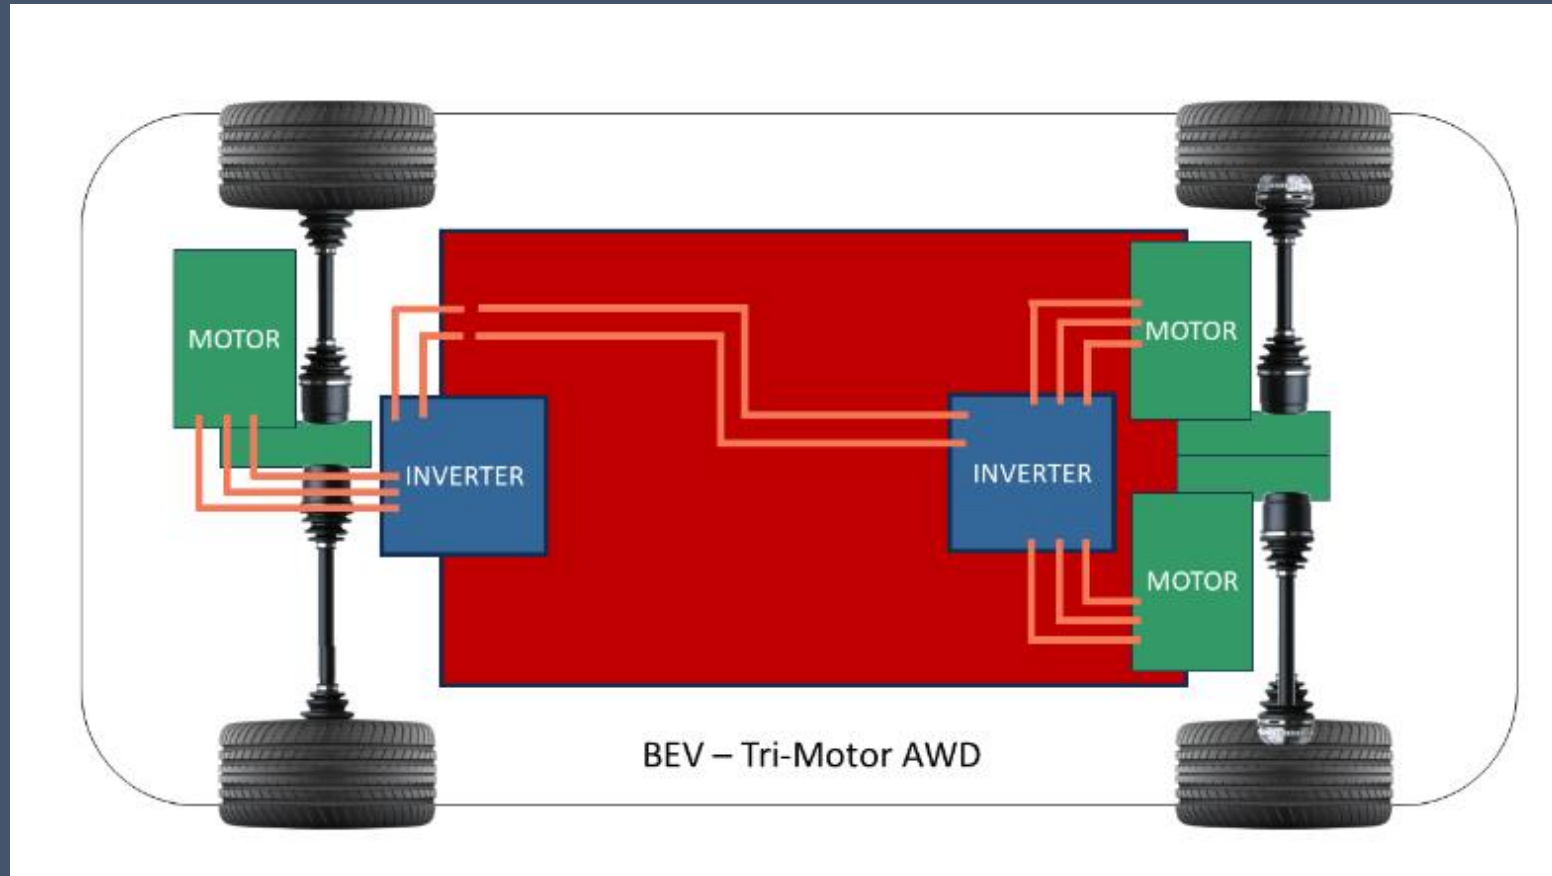 MOTOR
INVERTER
INVERTER
MOTOR
MOTOR
BEV – Tri-Motor AWD